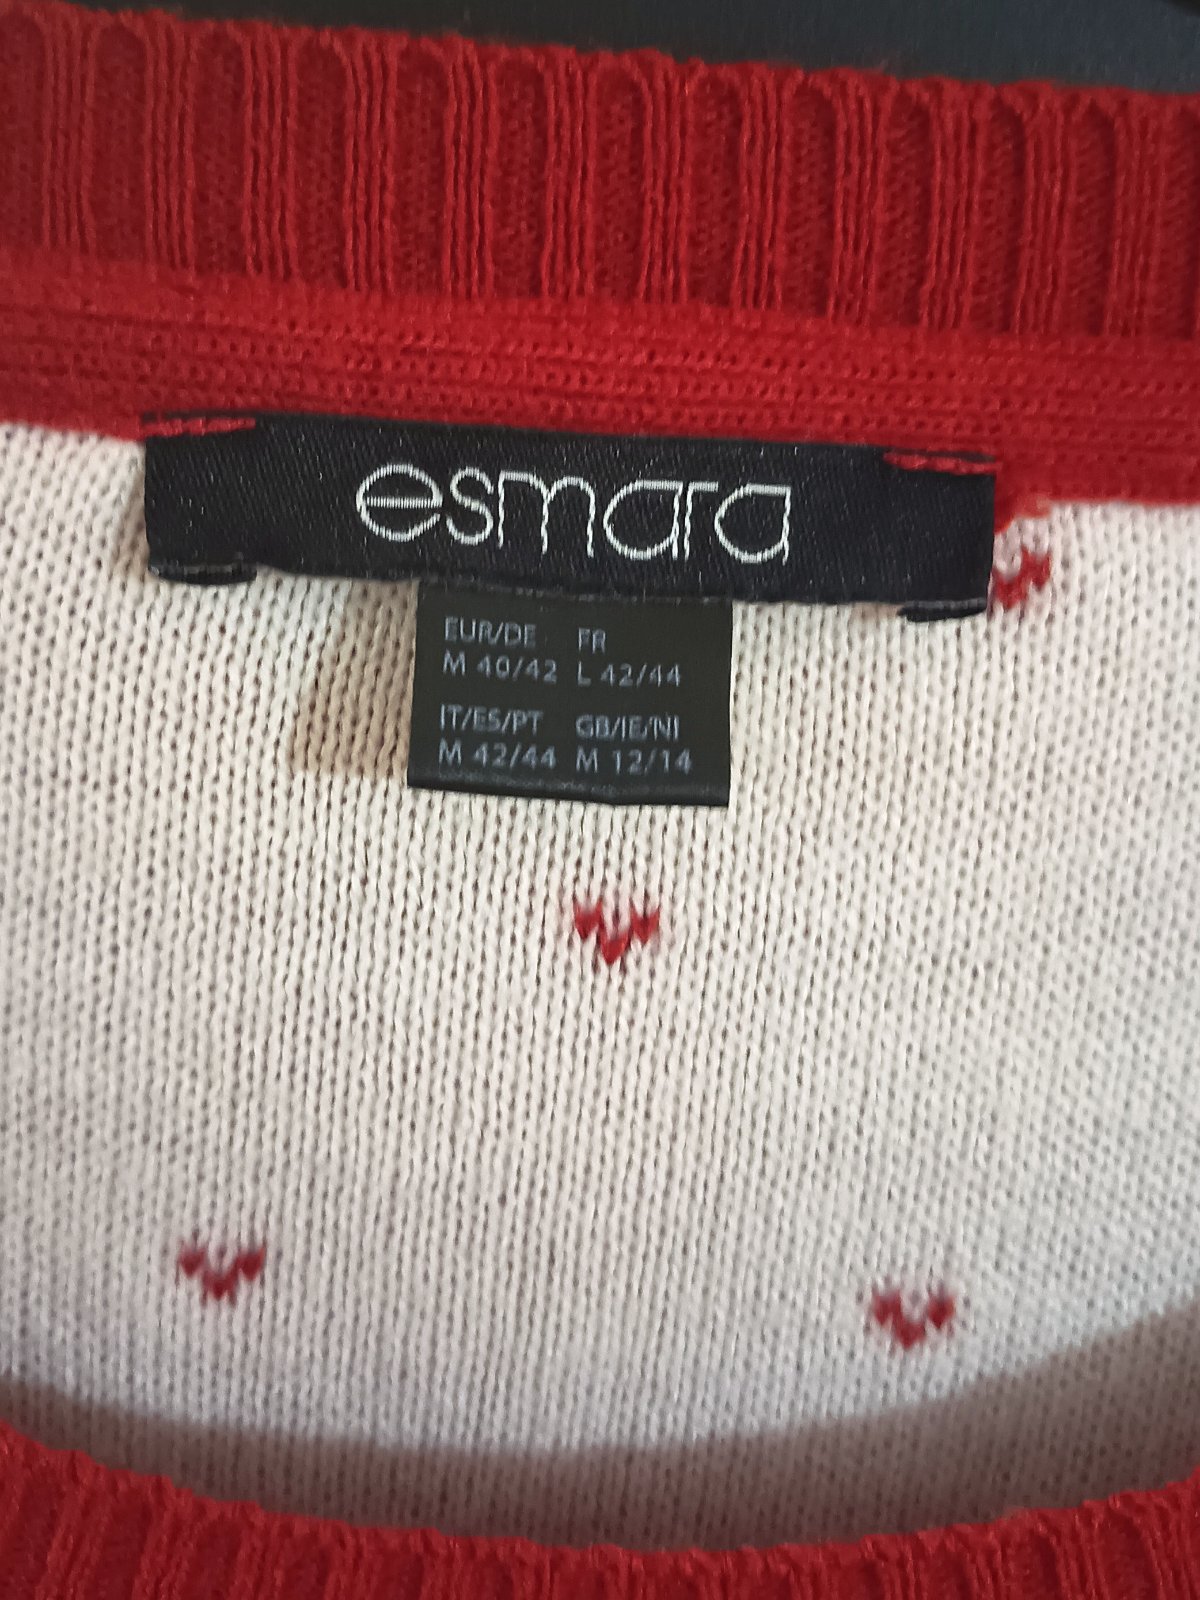 esmara
EUR/DE FR
M 40/42 L 42/44
IT/ES/PT GB/IE/NI
M 42/44 M 12/14